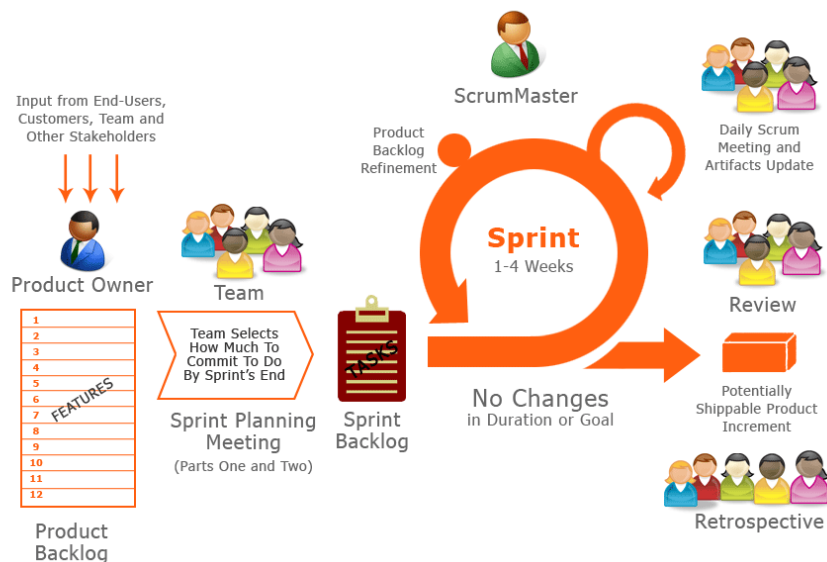 Input from End-Users,
Customers, Team and
Other Stakeholders
Product Owner
1
2
3
4
5
6
7
8
9
10
11
12
FEATURES
Product
Backlog
Team
Team Selects
How Much To
Commit To Do
By Sprint's End
Sprint Planning
Meeting
(Parts One and Two)
TASKS
Sprint
Backlog
ScrumMaster
Product
Backlog
Refinement
Sprint
1-4 Weeks
No Changes
in Duration or Goal
Daily Scrum
Meeting and
Artifacts Update
Review
Potentially
Shippable Product
Increment
Retrospective